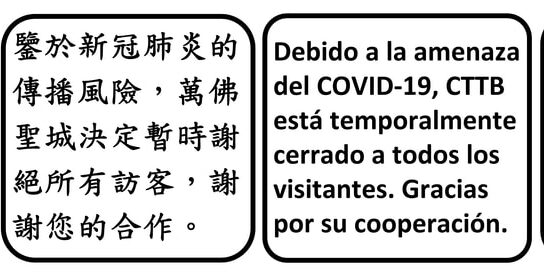 鑒於新冠肺炎的
傳播風險，萬佛
聖城決定暫時謝
絕所有訪客，謝
謝您的合作。
Debido a la amenaza
del COVID-19, CTTB
está temporalmente
cerrado a todos los
visitantes. Gracias
por su cooperación.